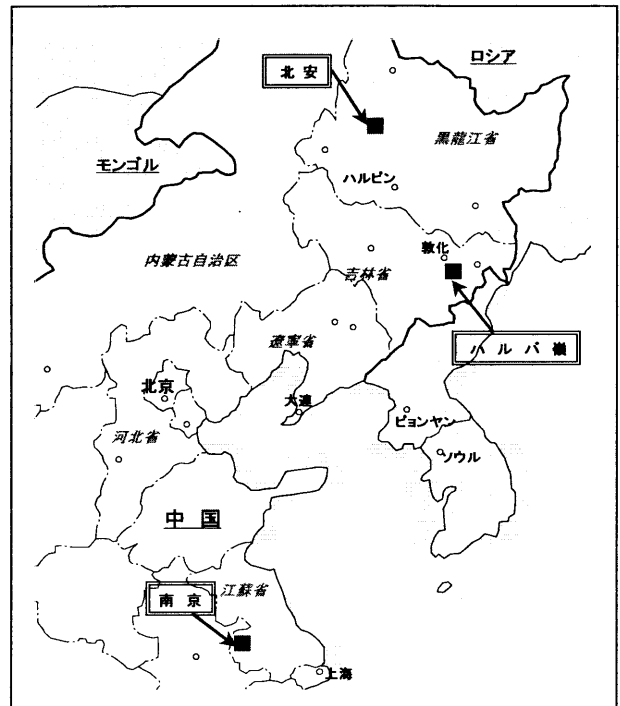 ロシア
北安
黒龍江省
モンゴル
ハルピン
敦化
内蒙古自治区
吉林省
遼寧省
ハルバ嶺
北京
大連
ピョンヤン
河北省
ソウル
中国
江蘇省
南京
上海